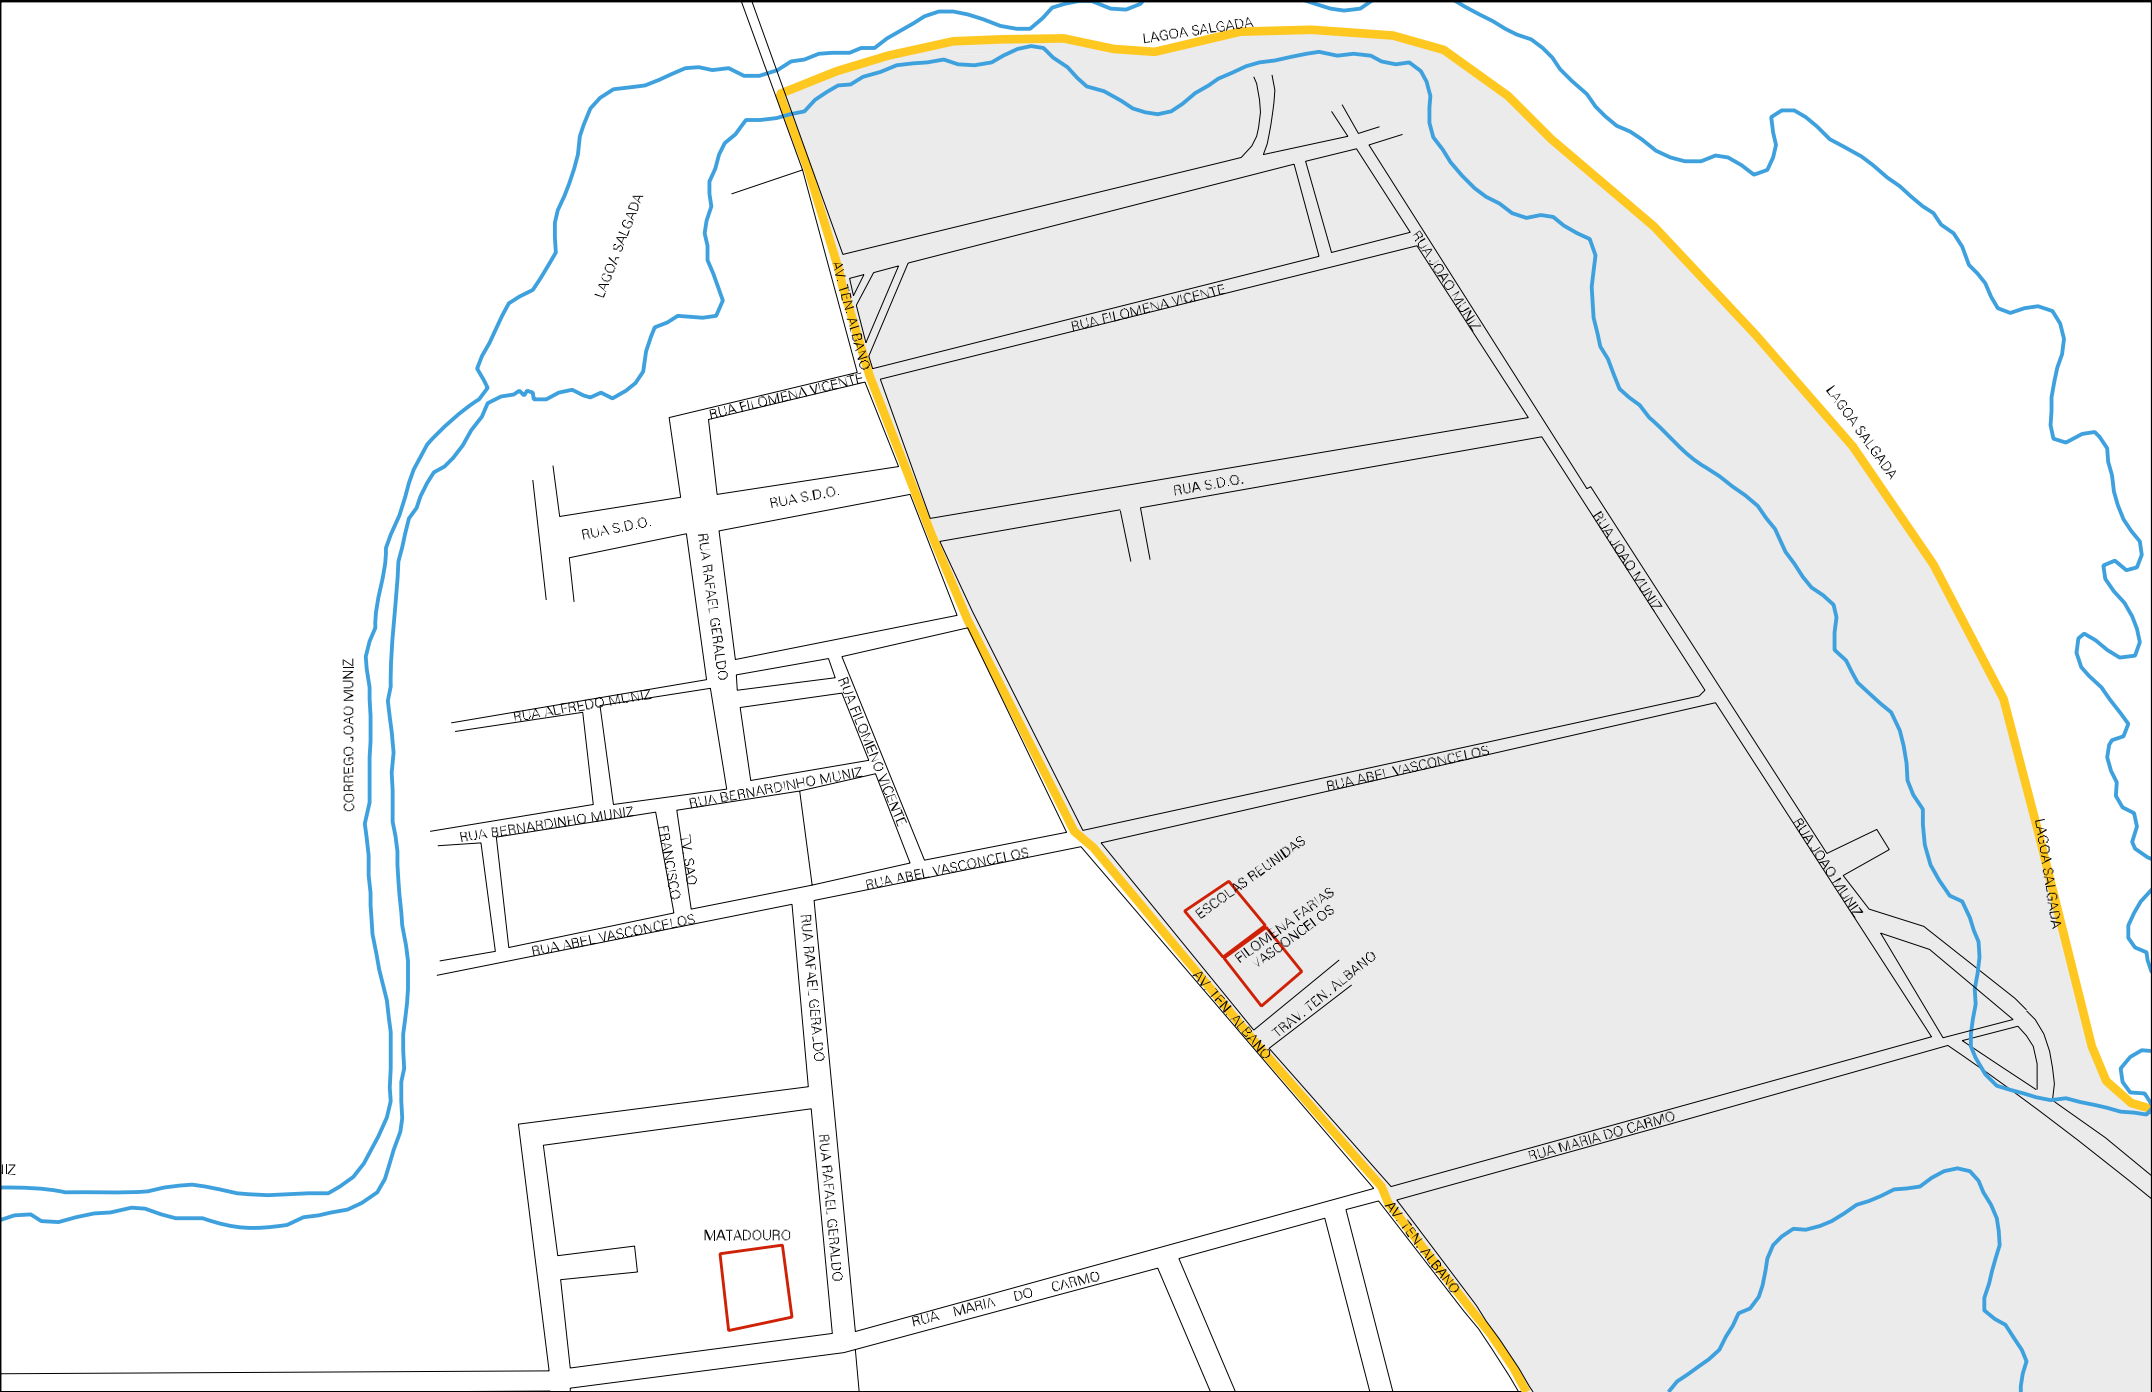 LAGOA SALGADA
LAGOA SALGADA
RUA JOAO MUNIZ
AV. TEN. ALBANO
RUA FILOMENA VICENTE
RUA FILOMENA VICENTE
LAGOA SALGADA
RUA S.D.O.
RUA S.D.O.
RUA S.D.O.
RUA JOAO MUNIZ
RUA RAFAEL GERALDO
CORREGO JOAO MUNIZ
RUA ALFREDO MUNIZ
RUA FILOMENO VICENTE
RUA ABEL VASCONCELOS
RUA BERNARDINHO MUNIZ
RUA BERNARDINHO MUNIZ
TV. SAO
FRANCISCO
RUA JOAO MUNIZ
LAGOA SALGADA
RUA ABEL VASCONCELOS
RUA ABEL VASCONCELOS
ESCOLAS REUNIDAS
FILOMENA FARIAS
VASCONCELOS
RUA RAFAEL GERALDO
AV. TEN. ALBANO
TRAV. TEN. ALBANO
RUA MARIA DO CARMO
IZ
RUA RAFAEL GERALDO
MATADOURO
AV. TEN. ALBANO
RUA MARIA DO CARMO